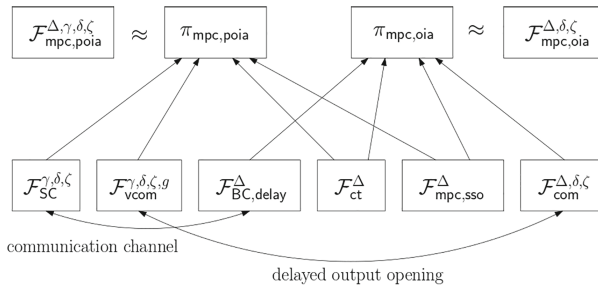 F^{Δ,γ,δ,ζ}_{mpc,poia} ≈ π_{mpc,poia} π_{mpc,oia} ≈ F^{Δ,δ,ζ}_{mpc,oia}
F^{γ,δ,ζ}_{SC} F^{γ,δ,ζ,g}_{vcom} F^{Δ}_{BC,delay} F^{Δ}_{ct} F^{Δ}_{mpc,sso} F^{Δ,δ,ζ}_{com}
communication channel
delayed output opening